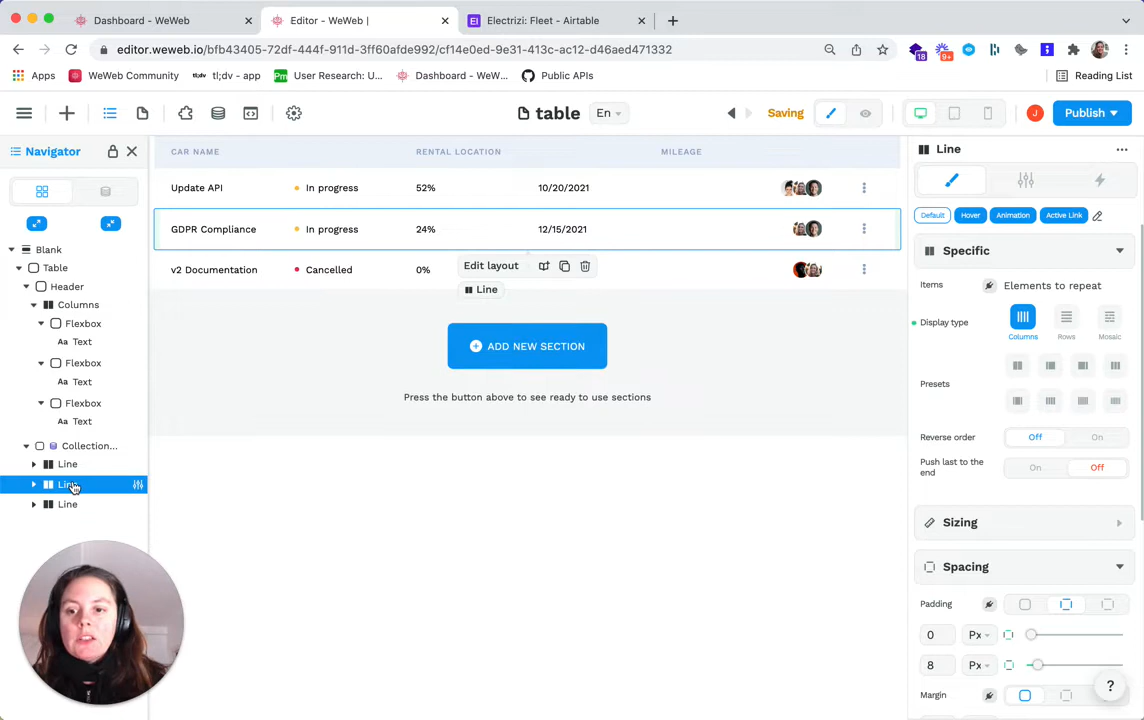 Dashboard - WeWeb
Editor - WeWeb |
Electrizi: Fleet - Airtable
editor.weweb.io/bfb43405-72df-444f-911d-3ff60afde992/cf14e0ed-9e31-413c-ac12-d46aed471332
18
9+
Apps
WeWeb Community
tl;dv - app
User Research: U...
Dashboard - WeW...
Public APIs
Reading List
table
En
Saving
J
Publish
Navigator
CAR NAME
RENTAL LOCATION
MILEAGE
Line
Update API
In progress
52%
10/20/2021
GDPR Compliance
In progress
24%
12/15/2021
v2 Documentation
Cancelled
0%
Edit layout
Line
ADD NEW SECTION
Press the button above to see ready to use sections
Blank
Table
Header
Columns
Flexbox
Aa Text
Flexbox
Aa Text
Flexbox
Aa Text
Collection...
Line
Line
Line
Default
Hover
Animation
Active Link
Specific
Items
Elements to repeat
Display type
Columns
Rows
Mosaic
Presets
Reverse order
Off
On
Push last to the end
On
Off
Sizing
Spacing
Padding
0
Px
8
Px
Margin
?